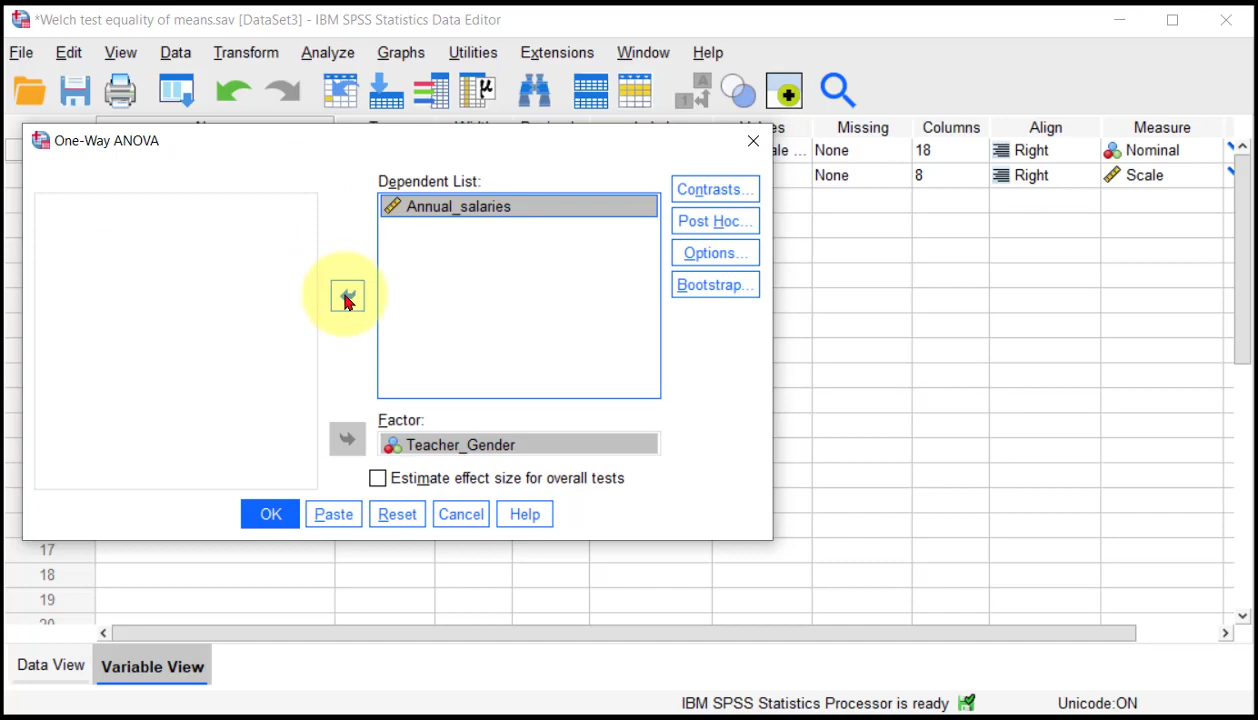 *Welch test equality of means.sav [DataSet3] - IBM SPSS Statistics Data Editor
File Edit View Data Transform Analyze Graphs Utilities Extensions Window Help
Missing Columns Align Measure
ale ... None 18 Right Nominal
None 8 Right Scale
One-Way ANOVA
Dependent List:
Annual_salaries
Contrasts...
Post Hoc...
Options...
Bootstrap...
Factor:
Teacher_Gender
Estimate effect size for overall tests
OK Paste Reset Cancel Help
17
18
19
Data View Variable View
IBM SPSS Statistics Processor is ready Unicode:ON